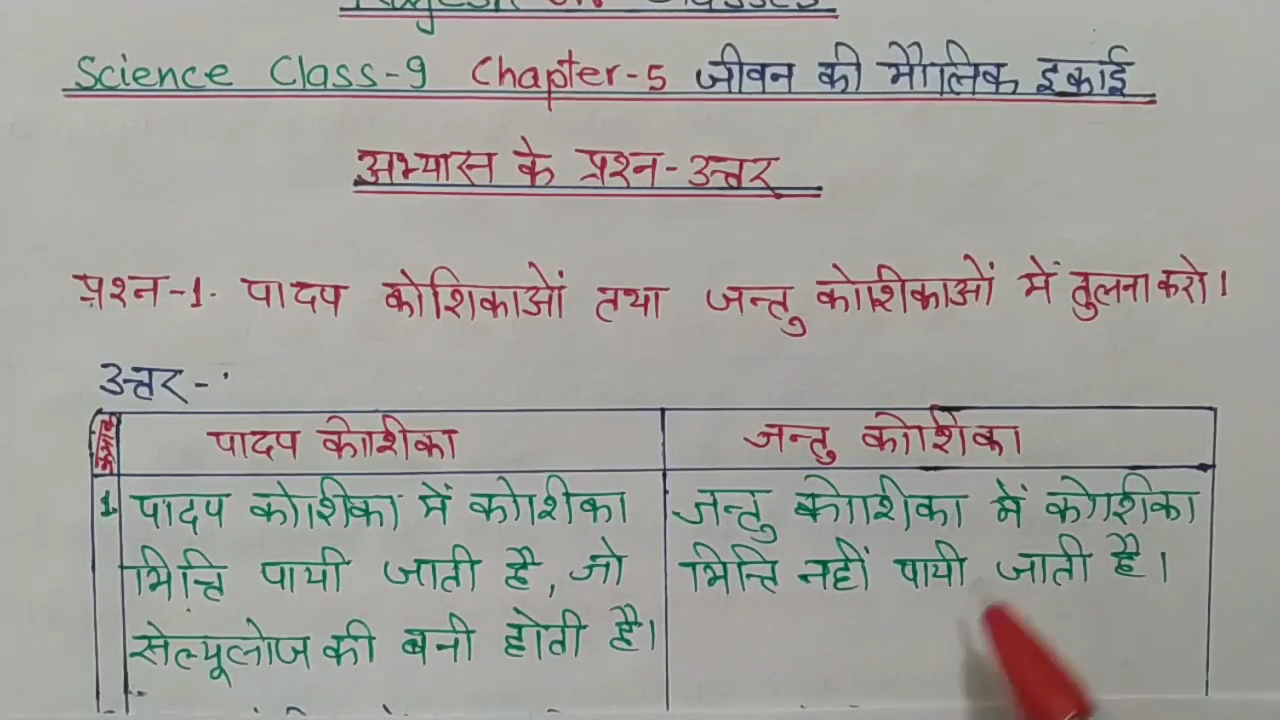 Science Class-9 Chapter-5 जीवन की मौलिक इकाई
अभ्यास के प्रश्न-उत्तर
प्रश्न-1. पादप कोशिकाओं तथा जन्तु कोशिकाओं में तुलना करो।
उत्तर-
पादप कोशिका
जन्तु कोशिका
1 पादप कोशिका में कोशिका
भित्ति पायी जाती है, जो
सेल्यूलोज की बनी होती है।
जन्तु कोशिका में कोशिका
भित्ति नहीं पायी जाती है।